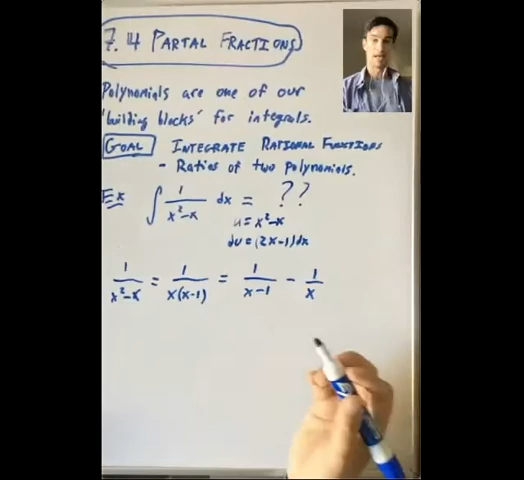 7.4 PARTAL FRACTIONS
Polynomials are one of our
"building blocks" for integrals.
GOAL INTEGRATE RATIONAL FUNCTIONS
- Ratios of two polynomials.
Ex ∫ 1/(x²-x) dx = ??
u = x²-x
du = (2x-1)dx
1/(x²-x) = 1/(x(x-1)) = 1/(x-1) - 1/x